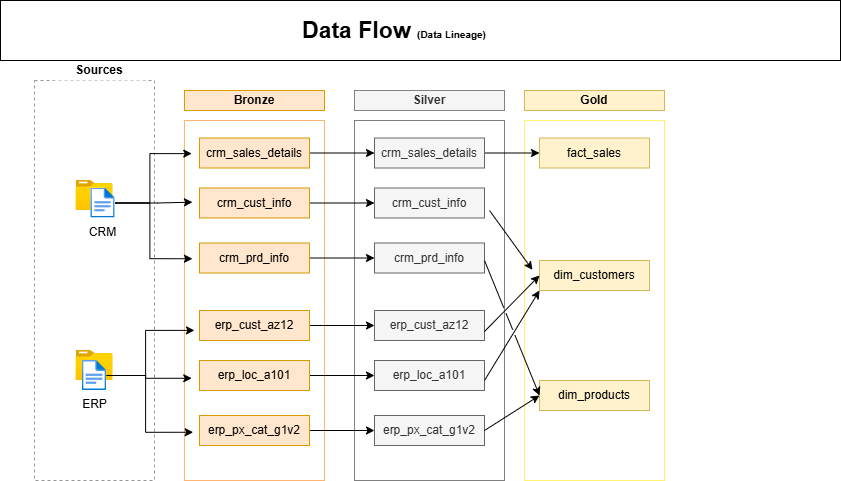 Data Flow (Data Lineage)
Sources
Bronze
Silver
Gold
crm_sales_details
crm_sales_details
fact_sales
crm_cust_info
crm_cust_info
CRM
crm_prd_info
crm_prd_info
dim_customers
erp_cust_az12
erp_cust_az12
erp_loc_a101
erp_loc_a101
ERP
dim_products
erp_px_cat_g1v2
erp_px_cat_g1v2